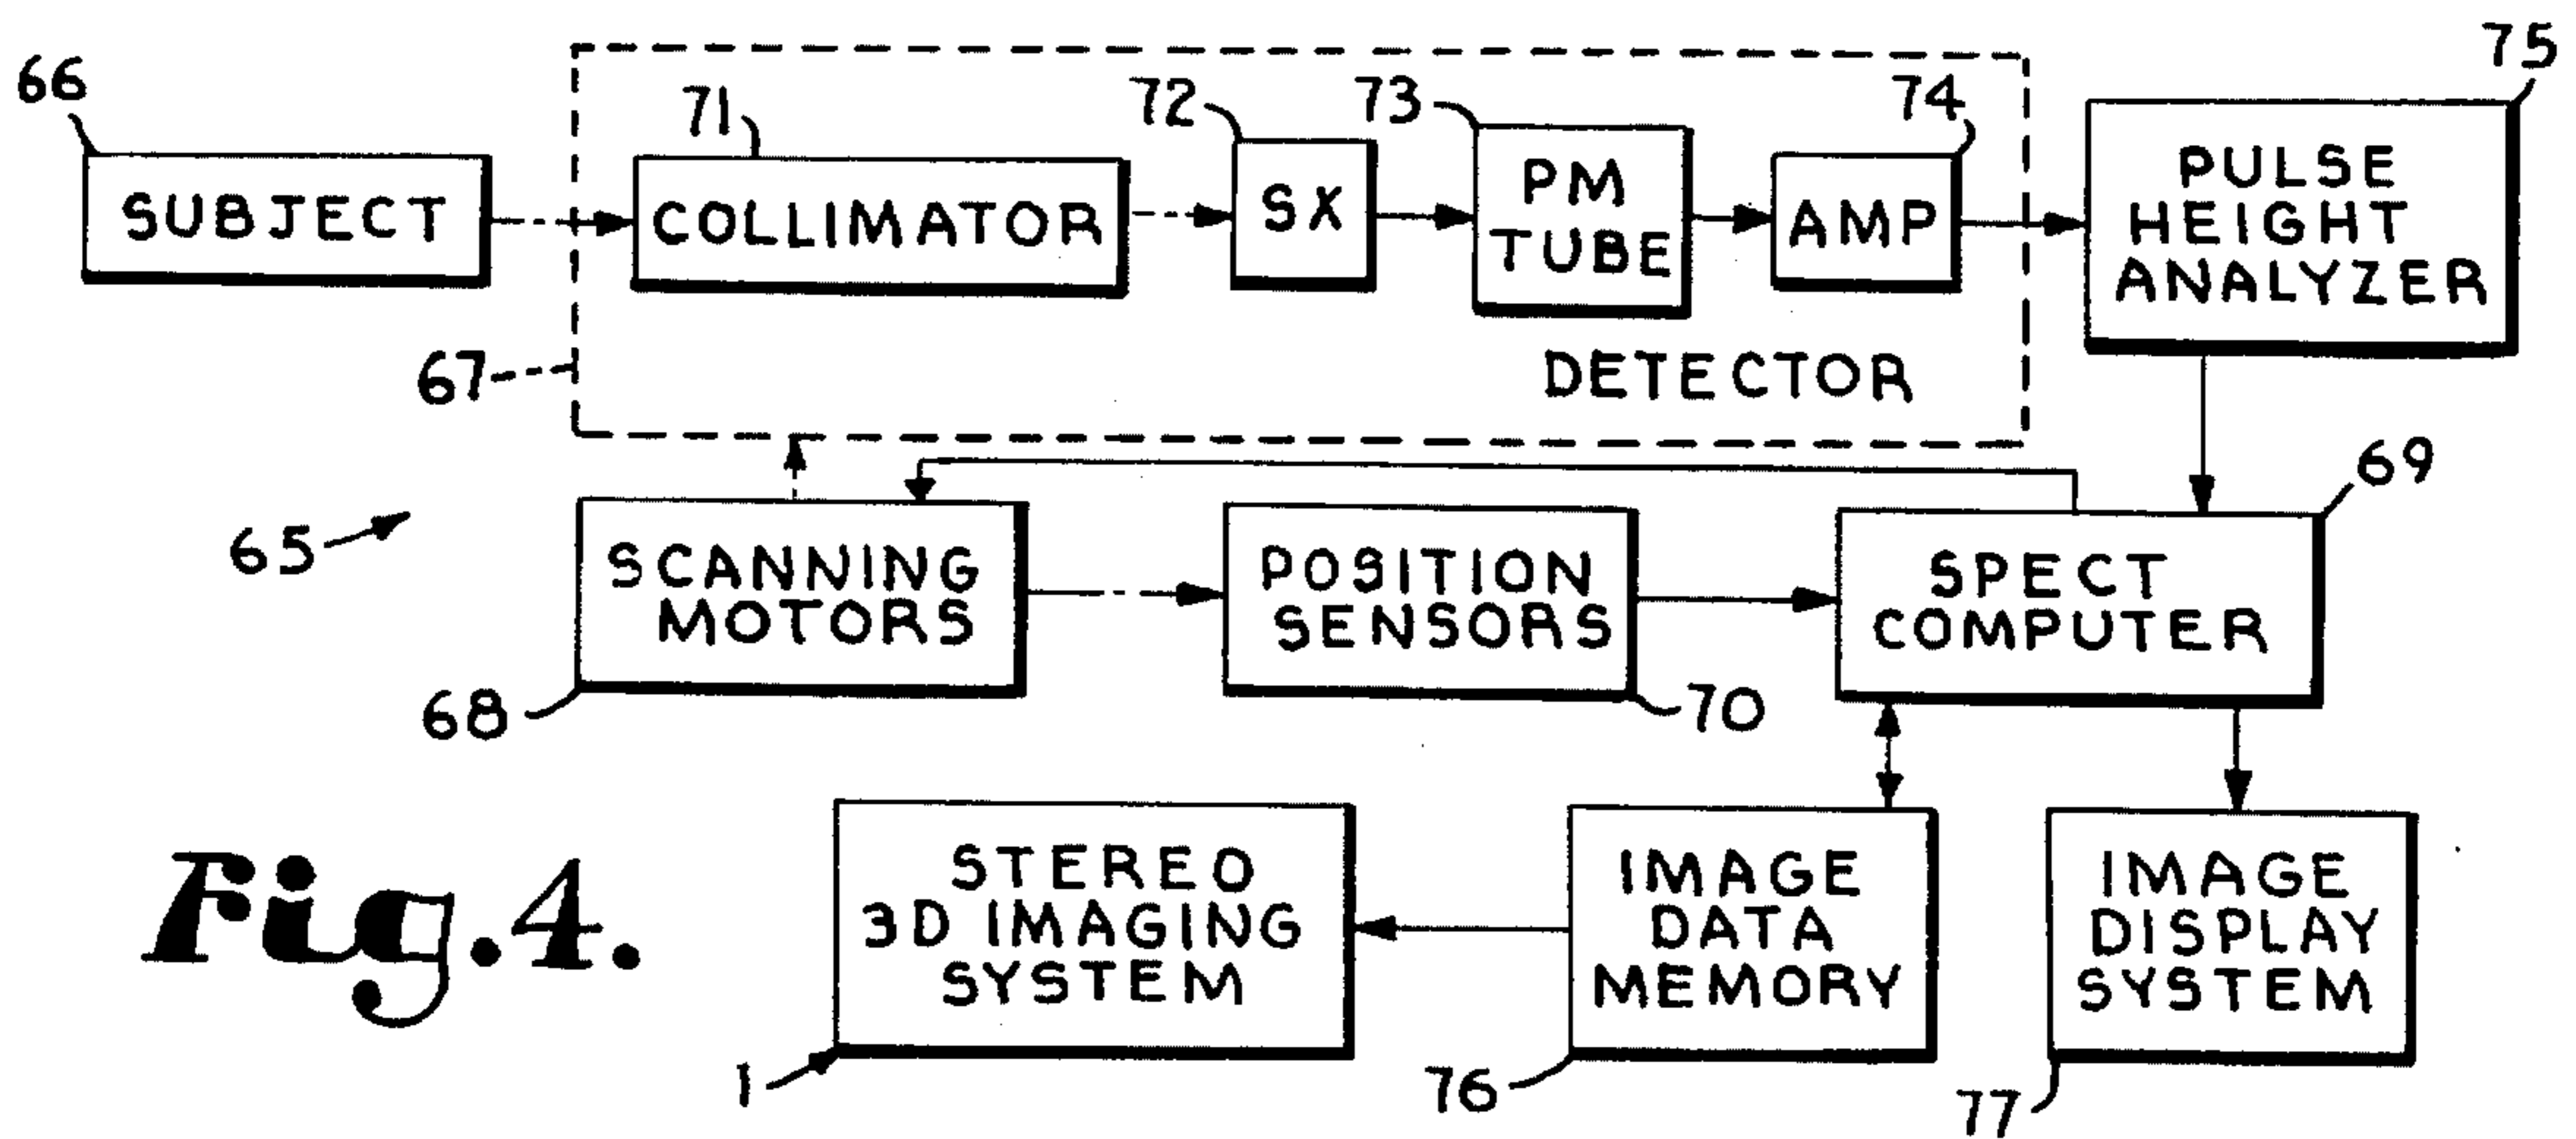 66
71
72
73
74
75
SUBJECT
COLLIMATOR
SX
PM
TUBE
AMP
PULSE
HEIGHT
ANALYZER
67
DETECTOR
65
69
SCANNING
MOTORS
POSITION
SENSORS
SPECT
COMPUTER
68
70
STEREO
3D IMAGING
SYSTEM
IMAGE
DATA
MEMORY
IMAGE
DISPLAY
SYSTEM
Fig.4.
1
76
77